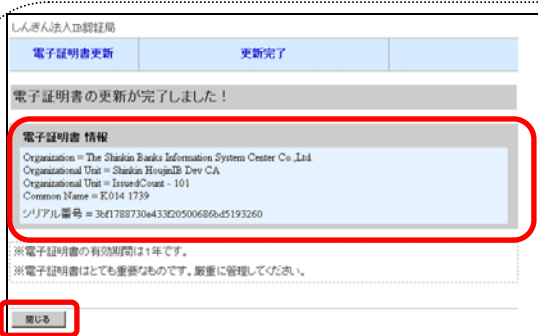 しんきん法人IB認証局
電子証明書更新 更新完了
電子証明書の更新が完了しました！
電子証明書 情報
Organization = The Shinkin Banks Information System Center Co.,Ltd.
Organizational Unit = Shinkin HoujinIB Dev CA
Organizational Unit = IssuedCount - 101
Common Name = K014 1739
シリアル番号 = 3bf1788730e433f20500686bd5193260
※電子証明書の有効期間は1年です。
※電子証明書はとても重要なものです。厳重に管理してください。
閉じる